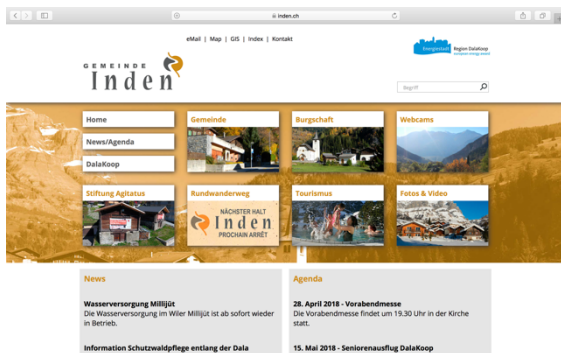 inden.ch
eMail | Map | GIS | Index | Kontakt
Energiestadt
Region DalaKoop
european energy award
GEMEINDE
Inden
Begriff
Home
News/Agenda
DalaKoop
Gemeinde
Burgschaft
Webcams
Stiftung Agitatus
Rundwanderweg
NÄCHSTER HALT
Inden
PROCHAIN ARRÊT
Tourismus
Fotos & Video
News
Wasserversorgung Millijüt
Die Wasserversorgung im Wiler Millijüt ist ab sofort wieder
in Betrieb.
Information Schutzwaldpflege entlang der Dala
Agenda
28. April 2018 - Vorabendmesse
Die Vorabendmesse findet um 19.30 Uhr in der Kirche
statt.
15. Mai 2018 - Seniorenausflug DalaKoop